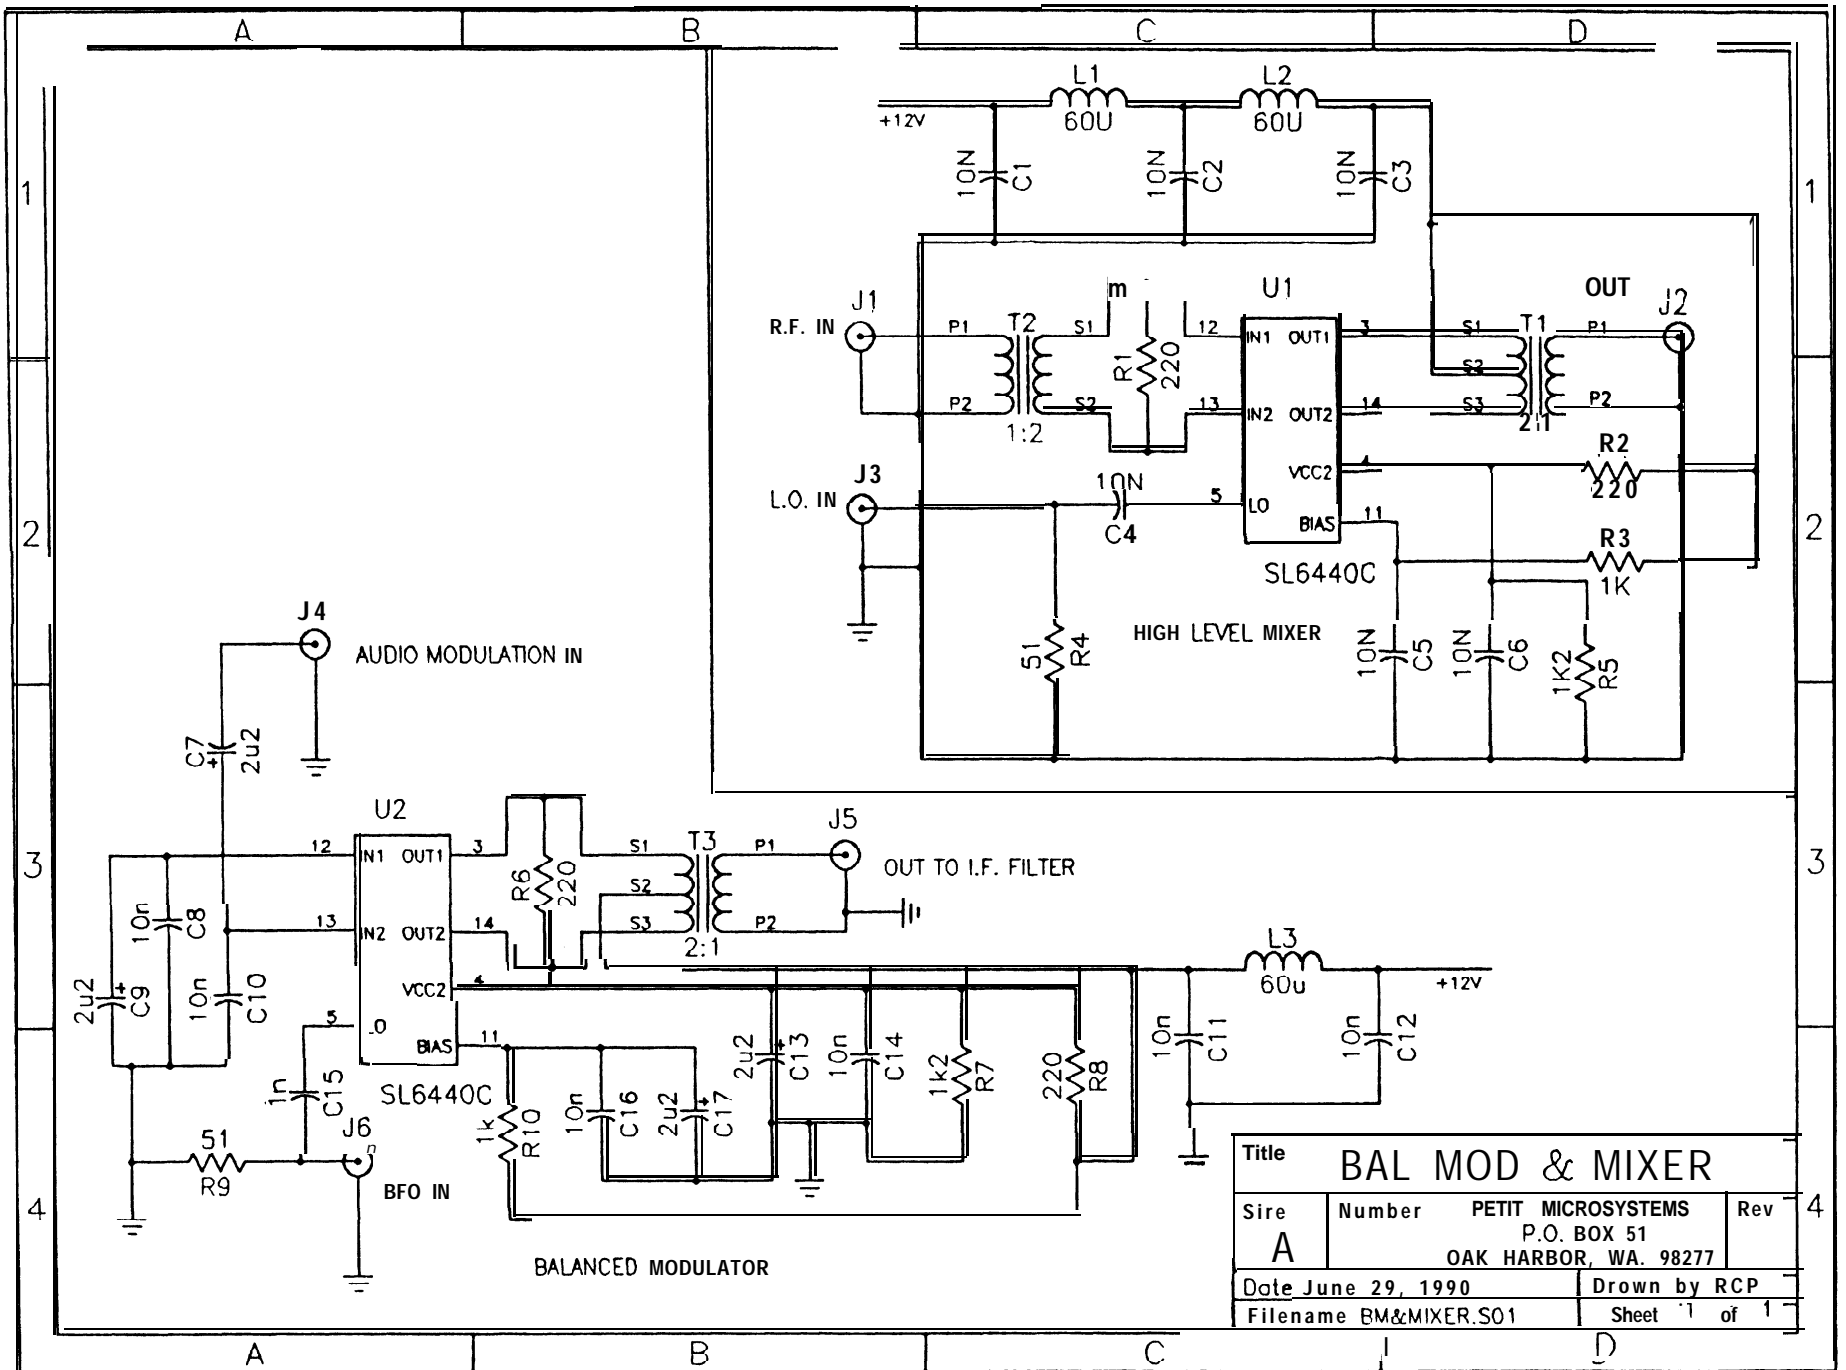 A B C D
L1 L2
60U 60U
+12V
10N C1 10N C2 10N C3
1 1
m U1 OUT
J1 J2
R.F. IN P1 T2 S1 12 IN1 OUT1 3 S1 T1 P1
R1 220 S2
P2 S2 13 IN2 OUT2 14 S3 P2
1:2 2:1
R2
VCC2 4
220
J3 10N
L.O. IN 5 LO
C4 BIAS 11
R3
2 2
SL6440C 1K
J4
HIGH LEVEL MIXER
AUDIO MODULATION IN
51 R4 10N C5 10N C6 1K2 R5
C7 + 2u2
U2 J5
12 IN1 OUT1 3 S1 T3 P1
3 3
R6 220 OUT TO I.F. FILTER
S2
10n C8
13 IN2 OUT2 14 S3 P2
2:1 L3
VCC2 4 60u +12V
2u2 + C9 10n C10
5 LO
BIAS 11
10n C11 10n C12
2u2 + C13 10n C14 1k2 R7 220 R8
1n C15 SL6440C
1k R10 10n C16 2u2 + C17
51 J6 n
R9 BFO IN
4 4
BALANCED MODULATOR
Title BAL MOD & MIXER
Sire A Number PETIT MICROSYSTEMS Rev
P.O. BOX 51
OAK HARBOR, WA. 98277
Date June 29, 1990 Drown by RCP
Filename BM&MIXER.S01 Sheet 1 of 1
A B C D